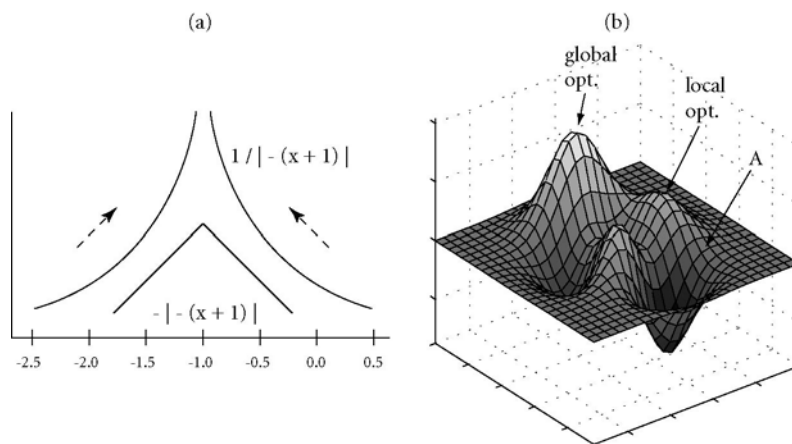 (a)
1 / | - (x + 1) |
- | - (x + 1) |
-2.5 -2.0 -1.5 -1.0 -0.5 0.0 0.5
(b)
global
opt.
local
opt.
A